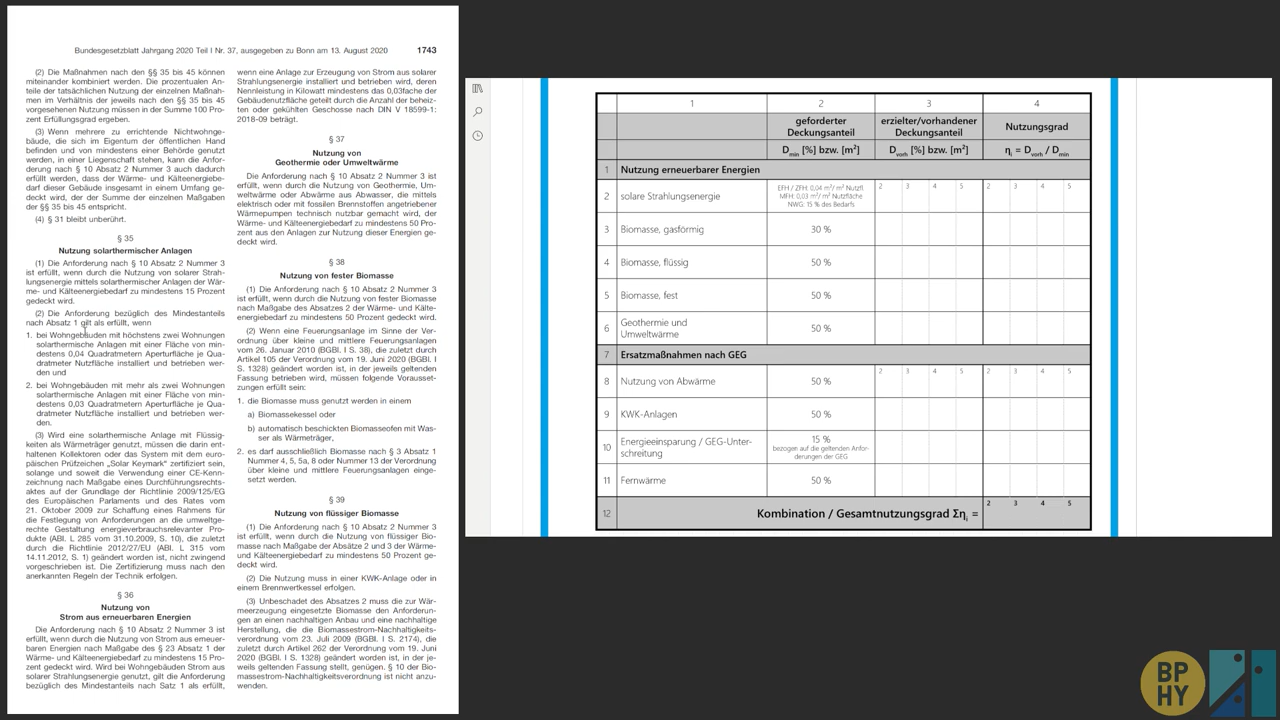 Bundesgesetzblatt Jahrgang 2020 Teil I Nr. 37, ausgegeben zu Bonn am 13. August 2020 1743
(2) Die Maßnahmen nach den §§ 35 bis 45 können
miteinander kombiniert werden. Die prozentualen An-
teile der tatsächlichen Nutzung der einzelnen Maßnah-
men im Verhältnis der jeweils nach den §§ 35 bis 45
vorgesehenen Nutzung müssen in der Summe 100 Pro-
zent Erfüllungsgrad ergeben.
(3) Wenn mehrere zu errichtende Nichtwohnge-
bäude, die sich im Eigentum der öffentlichen Hand
befinden und von mindestens einer Behörde genutzt
werden, in einer Liegenschaft stehen, kann die Anfor-
derung nach § 10 Absatz 2 Nummer 3 auch dadurch
erfüllt werden, dass der Wärme- und Kälteenergiebe-
darf dieser Gebäude insgesamt in einem Umfang ge-
deckt wird, der der Summe der einzelnen Maßgaben
der §§ 35 bis 45 entspricht.
(4) § 31 bleibt unberührt.
§ 35
Nutzung solarthermischer Anlagen
(1) Die Anforderung nach § 10 Absatz 2 Nummer 3
ist erfüllt, wenn durch die Nutzung von solarer Strah-
lungsenergie mittels solarthermischer Anlagen der Wär-
me- und Kälteenergiebedarf zu mindestens 15 Prozent
gedeckt wird.
(2) Die Anforderung bezüglich des Mindestanteils
nach Absatz 1 gilt als erfüllt, wenn
1. bei Wohngebäuden mit höchstens zwei Wohnungen
solarthermische Anlagen mit einer Fläche von min-
destens 0,04 Quadratmetern Aperturfläche je Qua-
dratmeter Nutzfläche installiert und betrieben wer-
den und
2. bei Wohngebäuden mit mehr als zwei Wohnungen
solarthermische Anlagen mit einer Fläche von min-
destens 0,03 Quadratmetern Aperturfläche je Qua-
dratmeter Nutzfläche installiert und betrieben wer-
den.
(3) Wird eine solarthermische Anlage mit Flüssig-
keiten als Wärmeträger genutzt, müssen die darin ent-
haltenen Kollektoren oder das System mit dem euro-
päischen Prüfzeichen „Solar Keymark“ zertifiziert sein,
solange und soweit die Verwendung einer CE-Kenn-
zeichnung nach Maßgabe eines Durchführungsrechts-
aktes auf der Grundlage der Richtlinie 2009/125/EG
des Europäischen Parlaments und des Rates vom
21. Oktober 2009 zur Schaffung eines Rahmens für
die Festlegung von Anforderungen an die umweltge-
rechte Gestaltung energieverbrauchsrelevanter Pro-
dukte (ABl. L 285 vom 31.10.2009, S. 10), die zuletzt
durch die Richtlinie 2012/27/EU (ABl. L 315 vom
14.11.2012, S. 1) geändert worden ist, nicht zwingend
vorgeschrieben ist. Die Zertifizierung muss nach den
anerkannten Regeln der Technik erfolgen.
§ 36
Nutzung von
Strom aus erneuerbaren Energien
Die Anforderung nach § 10 Absatz 2 Nummer 3 ist
erfüllt, wenn durch die Nutzung von Strom aus erneuer-
baren Energien nach Maßgabe des § 23 Absatz 1 der
Wärme- und Kälteenergiebedarf zu mindestens 15 Pro-
zent gedeckt wird. Wird bei Wohngebäuden Strom aus
solarer Strahlungsenergie genutzt, gilt die Anforderung
bezüglich des Mindestanteils nach Satz 1 als erfüllt,
wenn eine Anlage zur Erzeugung von Strom aus solarer
Strahlungsenergie installiert und betrieben wird, deren
Nennleistung in Kilowatt mindestens das 0,03fache der
Gebäudenutzfläche geteilt durch die Anzahl der beheiz-
ten oder gekühlten Geschosse nach DIN V 18599-1:
2018-09 beträgt.
§ 37
Nutzung von
Geothermie oder Umweltwärme
Die Anforderung nach § 10 Absatz 2 Nummer 3 ist
erfüllt, wenn durch die Nutzung von Geothermie, Um-
weltwärme oder Abwärme aus Abwasser, die mittels
elektrisch oder mit fossilen Brennstoffen angetriebener
Wärmepumpen technisch nutzbar gemacht wird, der
Wärme- und Kälteenergiebedarf zu mindestens 50 Pro-
zent aus den Anlagen zur Nutzung dieser Energien ge-
deckt wird.
§ 38
Nutzung von fester Biomasse
(1) Die Anforderung nach § 10 Absatz 2 Nummer 3
ist erfüllt, wenn durch die Nutzung von fester Biomasse
nach Maßgabe des Absatzes 2 der Wärme- und Kälte-
energiebedarf zu mindestens 50 Prozent gedeckt wird.
(2) Wenn eine Feuerungsanlage im Sinne der Ver-
ordnung über kleine und mittlere Feuerungsanlagen
vom 26. Januar 2010 (BGBl. I S. 38), die zuletzt durch
Artikel 105 der Verordnung vom 19. Juni 2020 (BGBl. I
S. 1328) geändert worden ist, in der jeweils geltenden
Fassung betrieben wird, müssen folgende Vorausset-
zungen erfüllt sein:
1. die Biomasse muss genutzt werden in einem
a) Biomassekessel oder
b) automatisch beschickten Biomasseofen mit Was-
ser als Wärmeträger,
2. es darf ausschließlich Biomasse nach § 3 Absatz 1
Nummer 4, 5, 5a, 8 oder Nummer 13 der Verordnung
über kleine und mittlere Feuerungsanlagen einge-
setzt werden.
§ 39
Nutzung von flüssiger Biomasse
(1) Die Anforderung nach § 10 Absatz 2 Nummer 3
ist erfüllt, wenn durch die Nutzung von flüssiger Bio-
masse nach Maßgabe der Absätze 2 und 3 der Wärme-
und Kälteenergiebedarf zu mindestens 50 Prozent ge-
deckt wird.
(2) Die Nutzung muss in einer KWK-Anlage oder in
einem Brennwertkessel erfolgen.
(3) Unbeschadet des Absatzes 2 muss die zur Wär-
meerzeugung eingesetzte Biomasse den Anforderun-
gen an einen nachhaltigen Anbau und eine nachhaltige
Herstellung, die die Biomassestrom-Nachhaltigkeits-
verordnung vom 23. Juli 2009 (BGBl. I S. 2174), die
zuletzt durch Artikel 262 der Verordnung vom 19. Juni
2020 (BGBl. I S. 1328) geändert worden ist, in der je-
weils geltenden Fassung stellt, genügen. § 10 der Bio-
massestrom-Nachhaltigkeitsverordnung ist nicht anzu-
wenden.
1 2 3 4
geforderter Deckungsanteil erzielter/vorhandener Deckungsanteil Nutzungsgrad
Dmin [%] bzw. [m²] Dvorh [%] bzw. [m²] ηi = Dvorh / Dmin
1 Nutzung erneuerbarer Energien
2 solare Strahlungsenergie
EFH / ZFH: 0,04 m²/ m² Nutzfl.
MFH: 0,03 m²/ m² Nutzfläche
NWG: 15 % des Bedarfs
2 3 4 5 2 3 4 5
3 Biomasse, gasförmig 30 %
4 Biomasse, flüssig 50 %
5 Biomasse, fest 50 %
6 Geothermie und Umweltwärme 50 %
7 Ersatzmaßnahmen nach GEG
8 Nutzung von Abwärme 50 % 2 3 4 5 2 3 4 5
9 KWK-Anlagen 50 %
10 Energieeinsparung / GEG-Unter-
schreitung
15 %
bezogen auf die geltenden Anfor-
derungen der GEG
11 Fernwärme 50 %
12 Kombination / Gesamtnutzungsgrad Σηi = 2 3 4 5
BP
HY